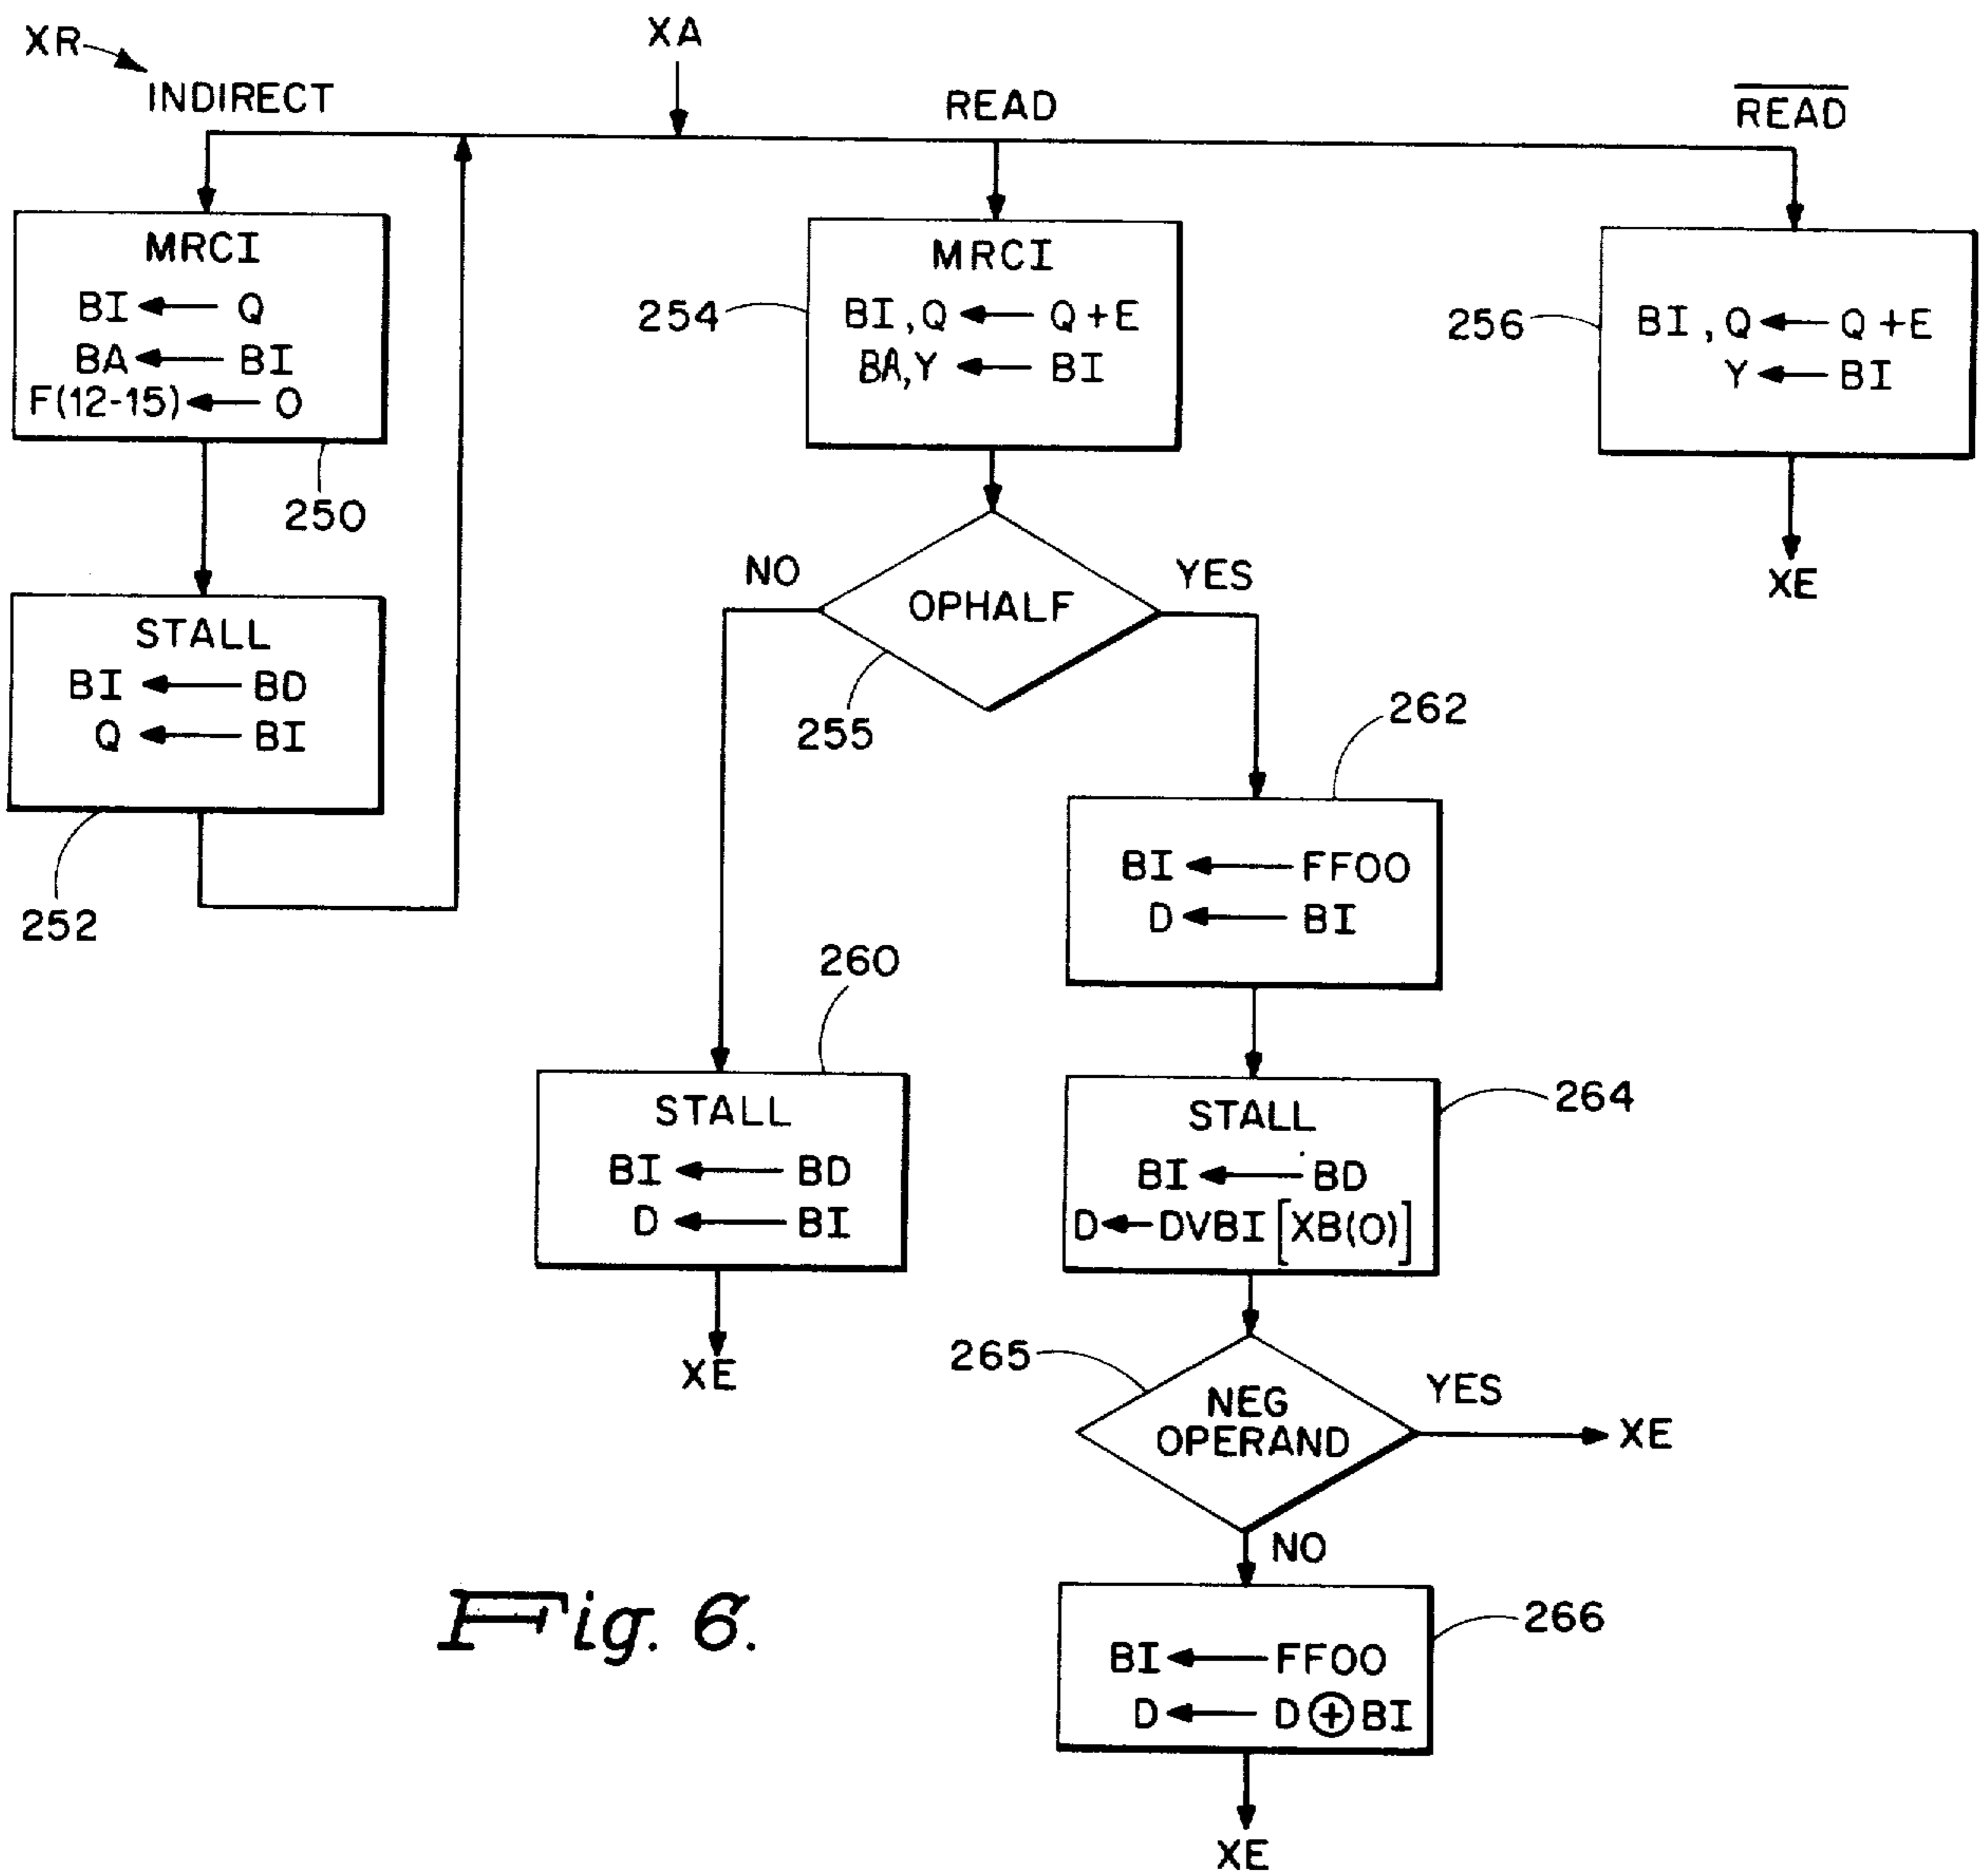 XR
XA
INDIRECT
READ
READ
MRCI
BI ← Q
BA ← BI
F(12-15) ← 0
250
STALL
BI ← BD
Q ← BI
252
MRCI
BI, Q ← Q+E
BA, Y ← BI
254
BI, Q ← Q+E
Y ← BI
256
XE
OPHALF
NO
YES
255
262
BI ← FF00
D ← BI
260
STALL
BI ← BD
D ← BI
XE
264
STALL
BI ← BD
D ← DVBI [XB(0)]
265
NEG
OPERAND
YES
XE
NO
266
BI ← FF00
D ← D ⊕ BI
XE
Fig. 6.